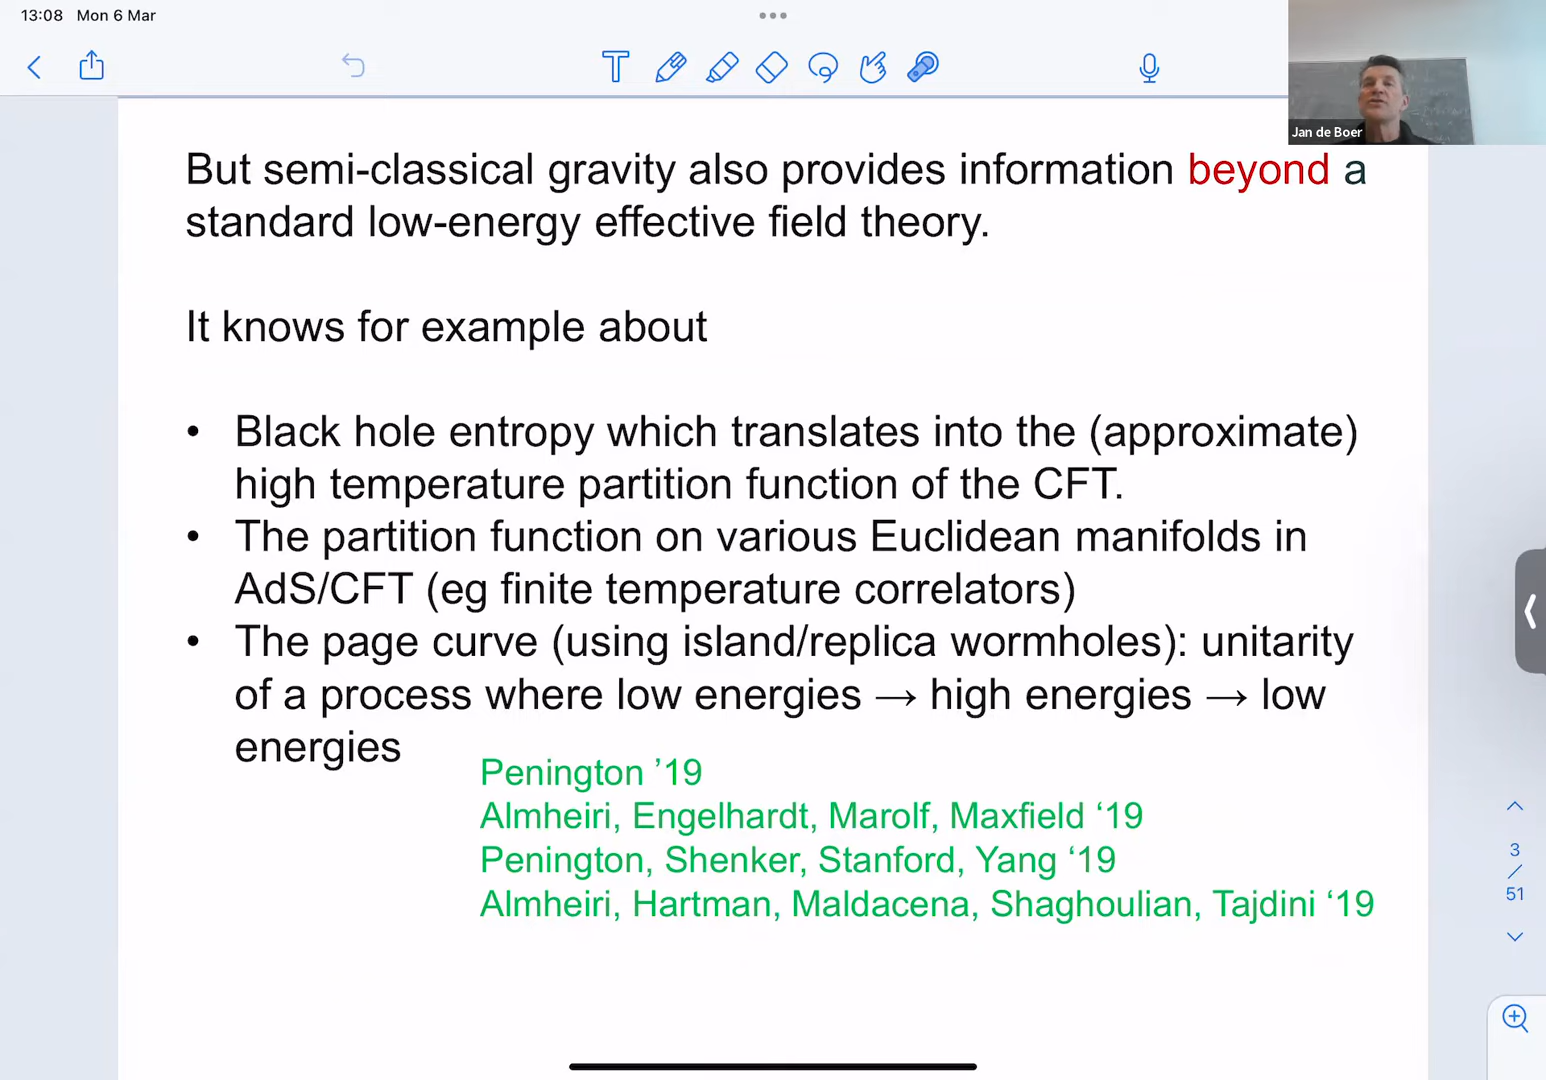 13:08 Mon 6 Mar
Jan de Boer
But semi-classical gravity also provides information beyond a
standard low-energy effective field theory.
It knows for example about
• Black hole entropy which translates into the (approximate)
high temperature partition function of the CFT.
• The partition function on various Euclidean manifolds in
AdS/CFT (eg finite temperature correlators)
• The page curve (using island/replica wormholes): unitarity
of a process where low energies → high energies → low
energies
Penington ’19
Almheiri, Engelhardt, Marolf, Maxfield ‘19
Penington, Shenker, Stanford, Yang ‘19
Almheiri, Hartman, Maldacena, Shaghoulian, Tajdini ‘19
3
/
51